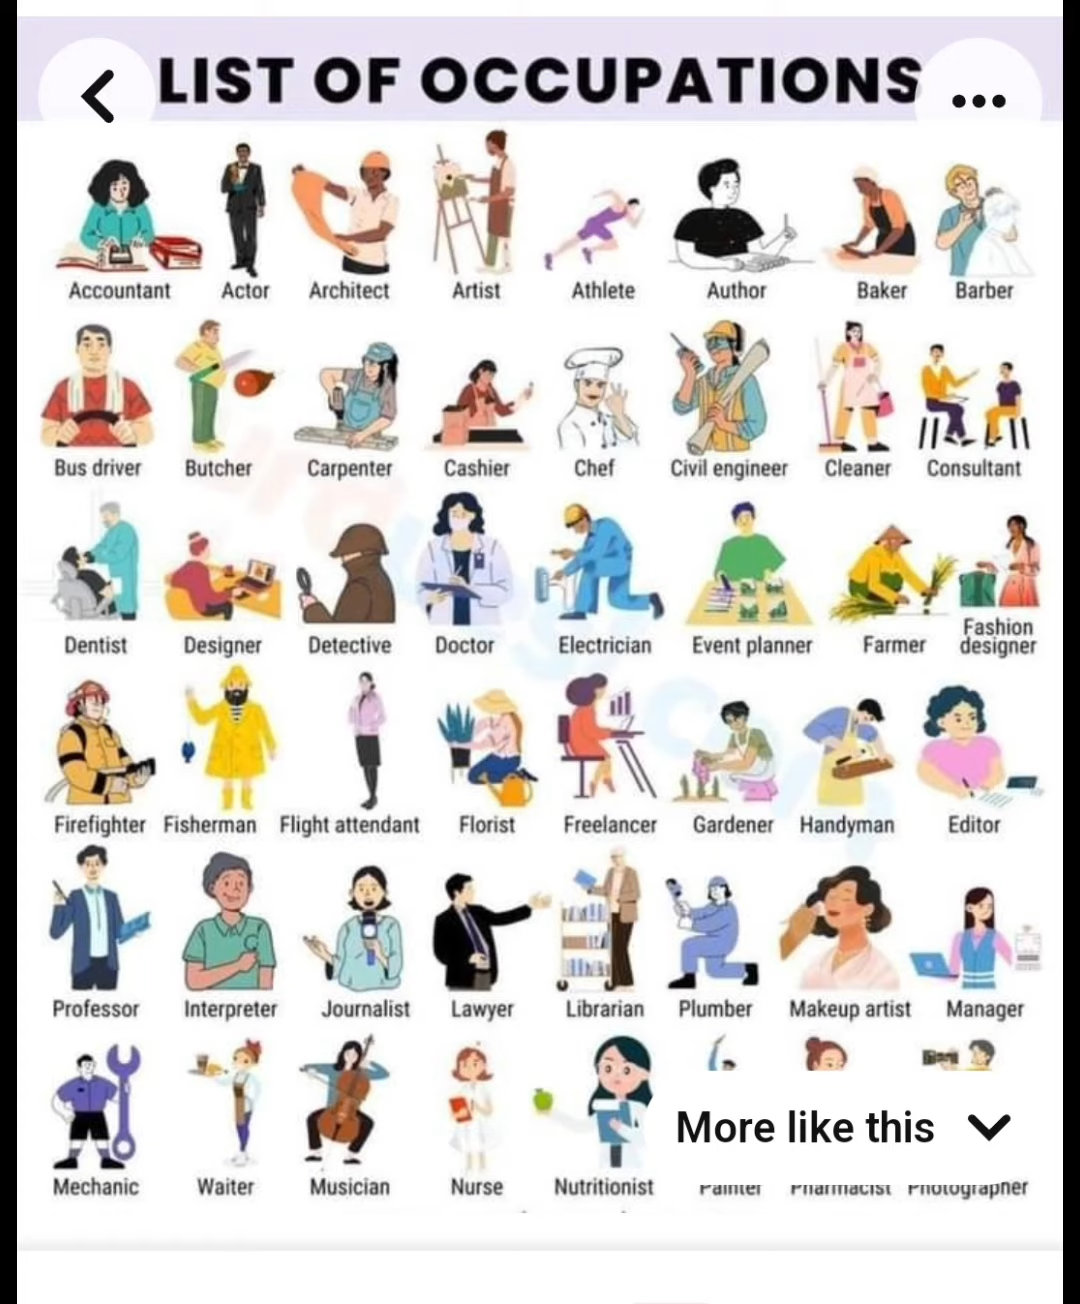 LIST OF OCCUPATIONS
Accountant Actor Architect Artist Athlete Author Baker Barber
Bus driver Butcher Carpenter Cashier Chef Civil engineer Cleaner Consultant
Dentist Designer Detective Doctor Electrician Event planner Farmer Fashion designer
Firefighter Fisherman Flight attendant Florist Freelancer Gardener Handyman Editor
Professor Interpreter Journalist Lawyer Librarian Plumber Makeup artist Manager
More like this
Mechanic Waiter Musician Nurse Nutritionist Painter Pharmacist Photographer